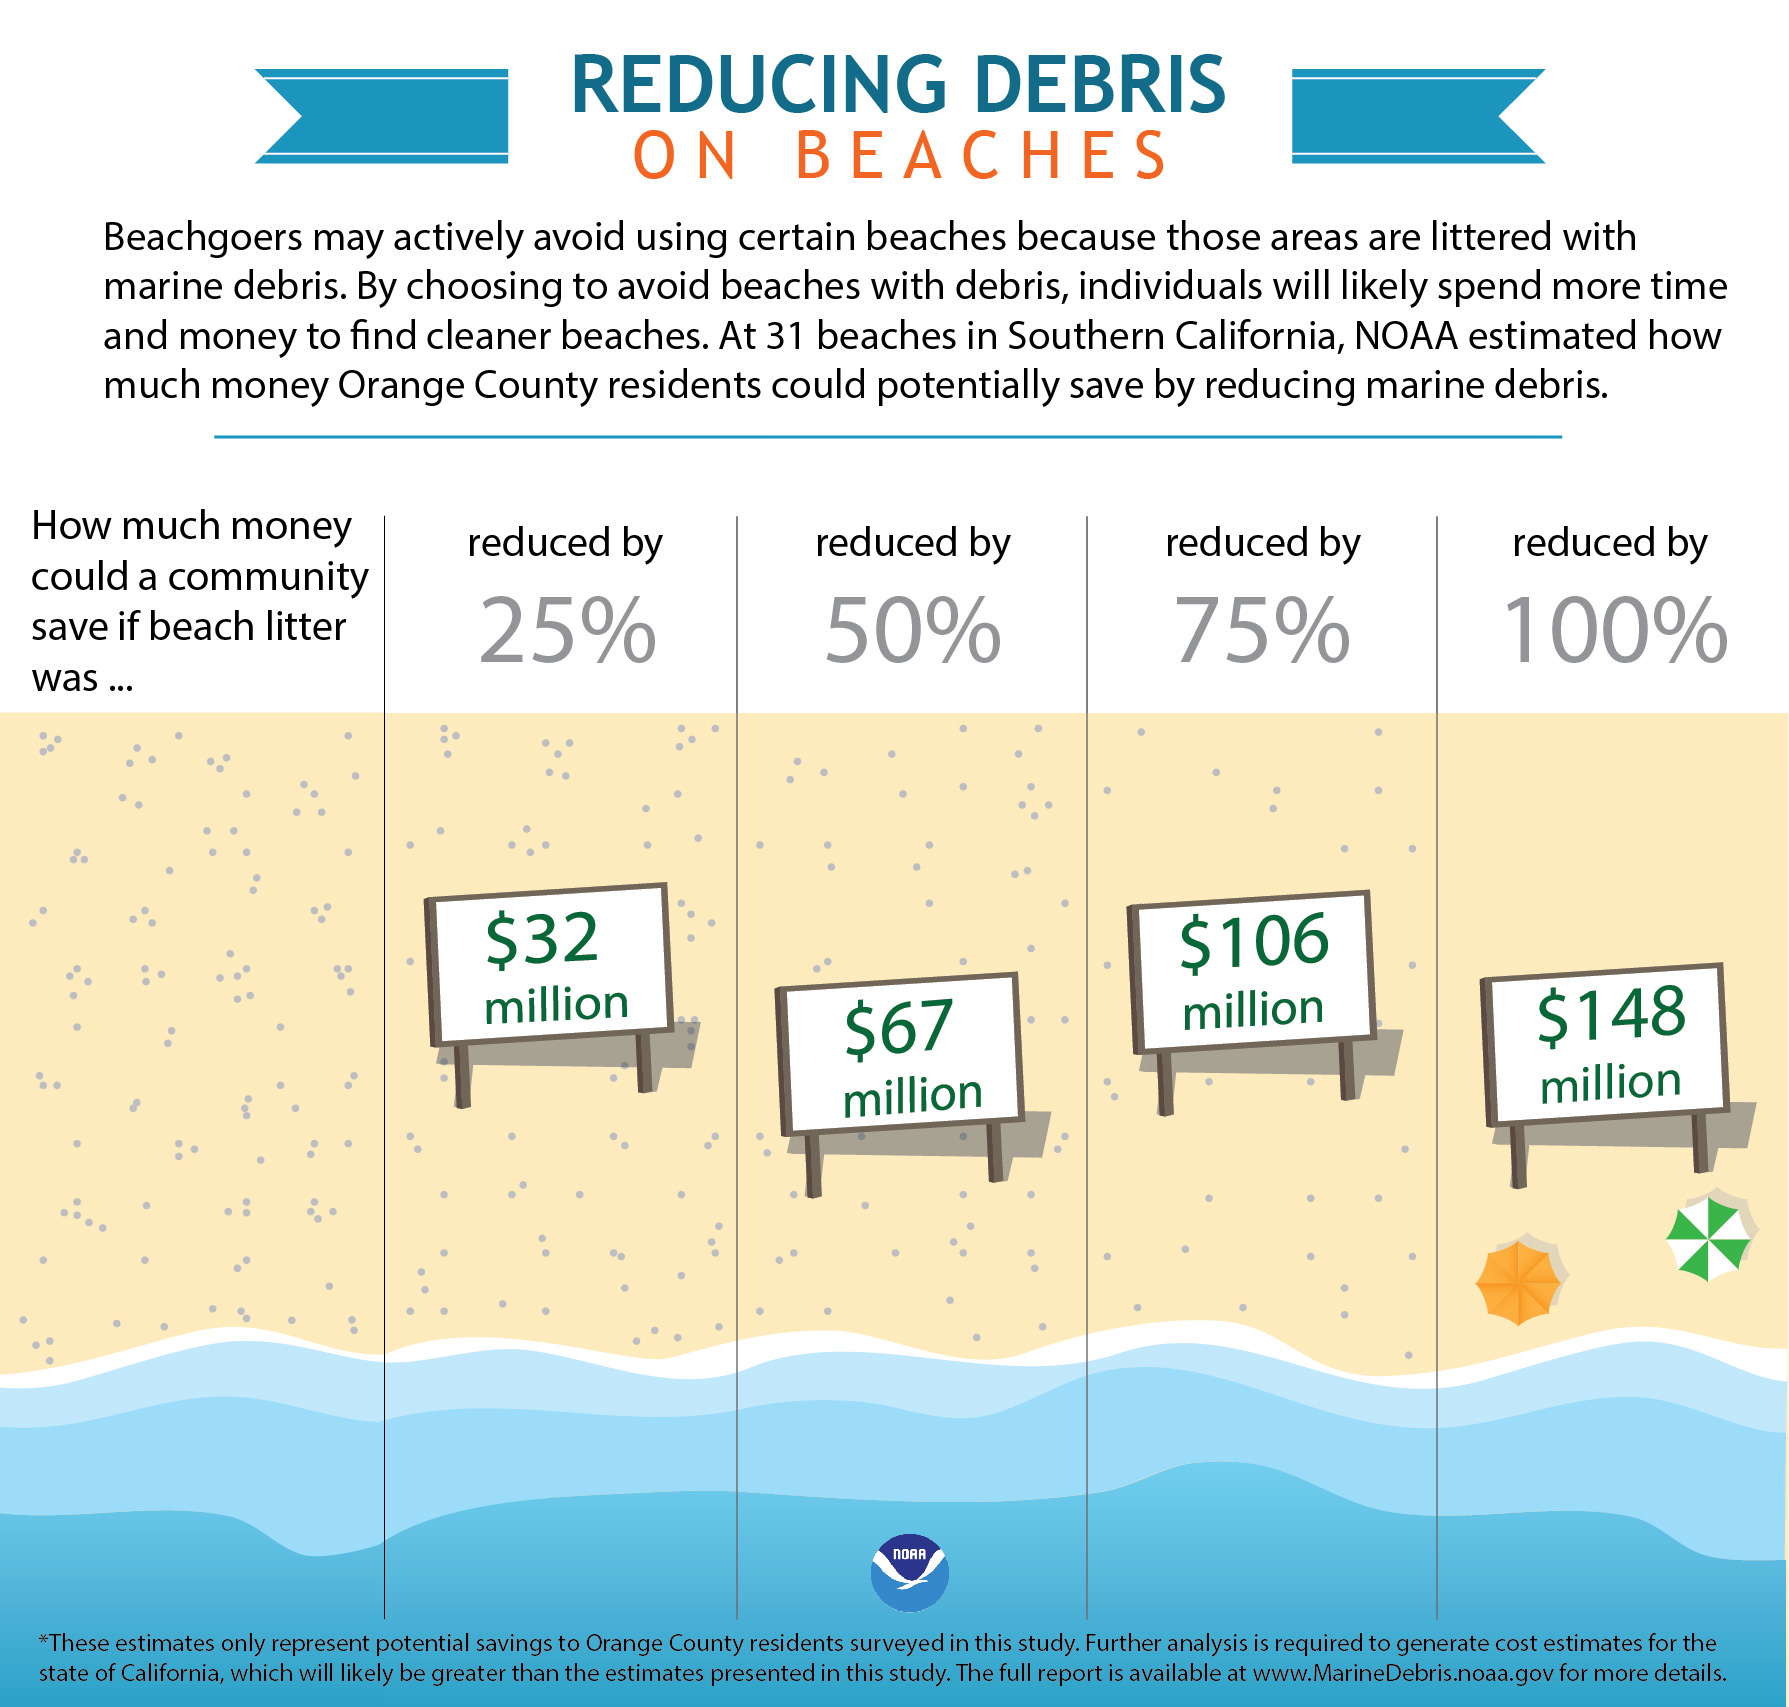 REDUCING DEBRIS
ON BEACHES
Beachgoers may actively avoid using certain beaches because those areas are littered with
marine debris. By choosing to avoid beaches with debris, individuals will likely spend more time
and money to find cleaner beaches. At 31 beaches in Southern California, NOAA estimated how
much money Orange County residents could potentially save by reducing marine debris.
How much money
could a community
save if beach litter
was ...
reduced by
25%
reduced by
50%
reduced by
75%
reduced by
100%
$32
million
$67
million
$106
million
$148
million
NOAA
*These estimates only represent potential savings to Orange County residents surveyed in this study. Further analysis is required to generate cost estimates for the
state of California, which will likely be greater than the estimates presented in this study. The full report is available at www.MarineDebris.noaa.gov for more details.